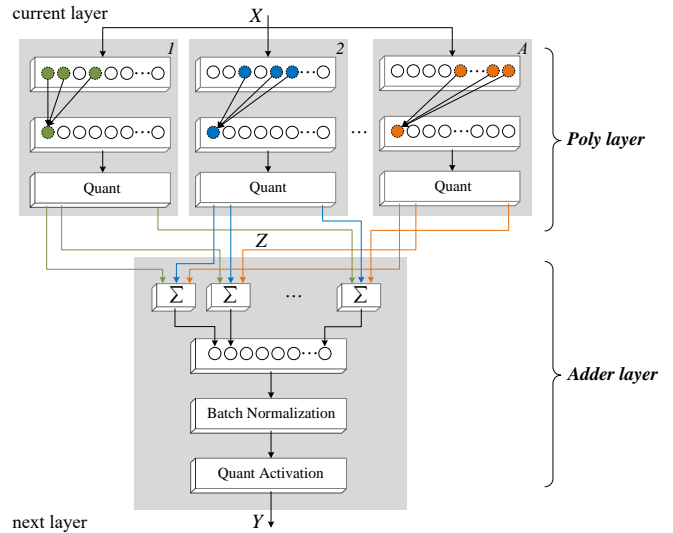 current layer
X
1
2
A
...
Poly layer
Quant
Quant
Quant
Z
Σ
Σ
...
Σ
Adder layer
Batch Normalization
Quant Activation
next layer
Y